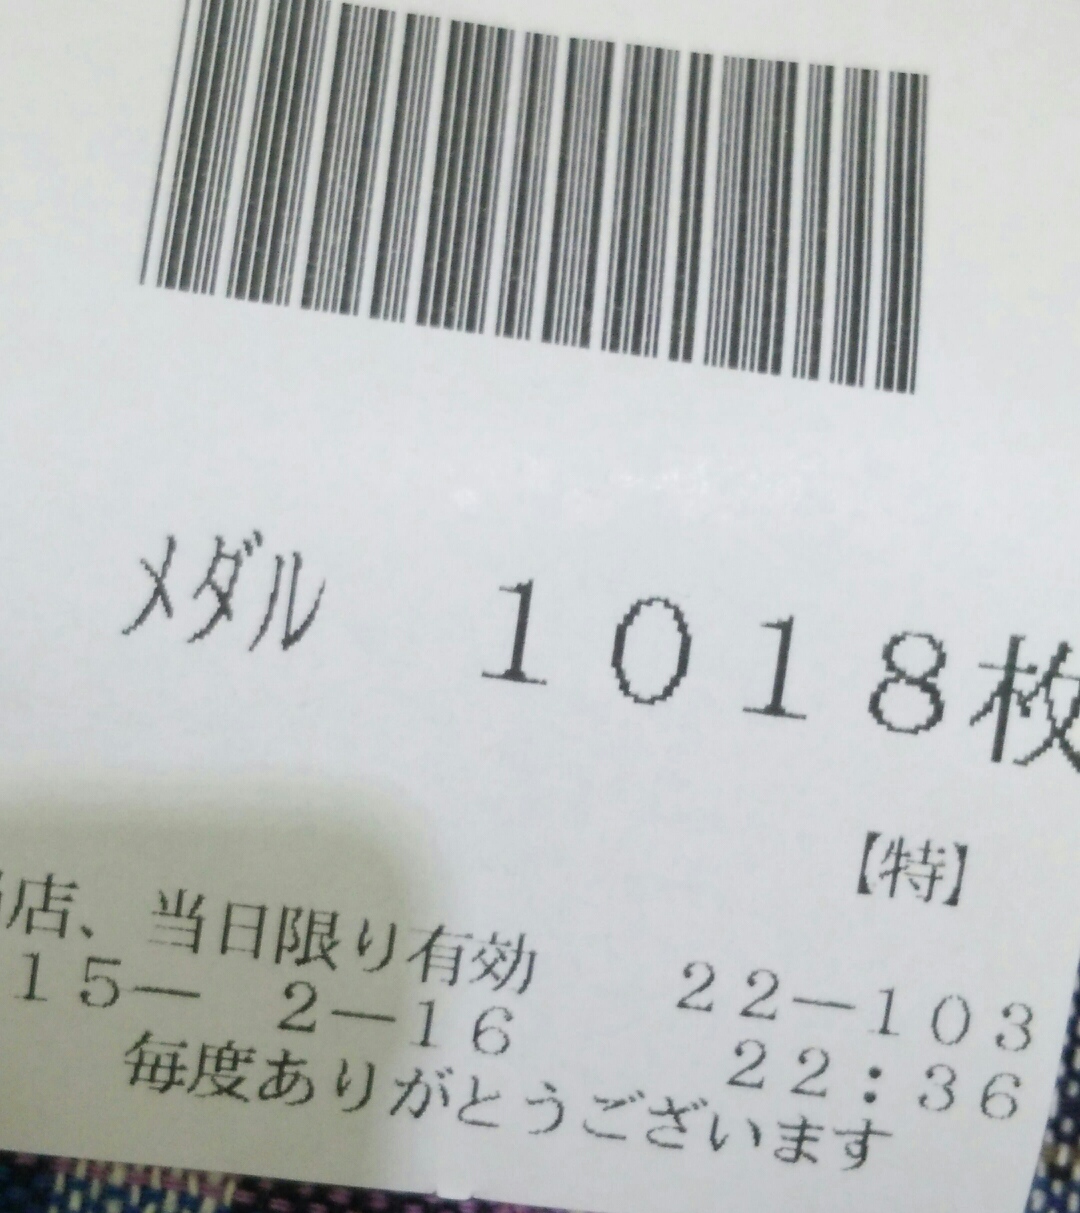 メダル 1018枚
【特】
店、当日限り有効 22-103
15- 2-16 22:36
毎度ありがとうございます